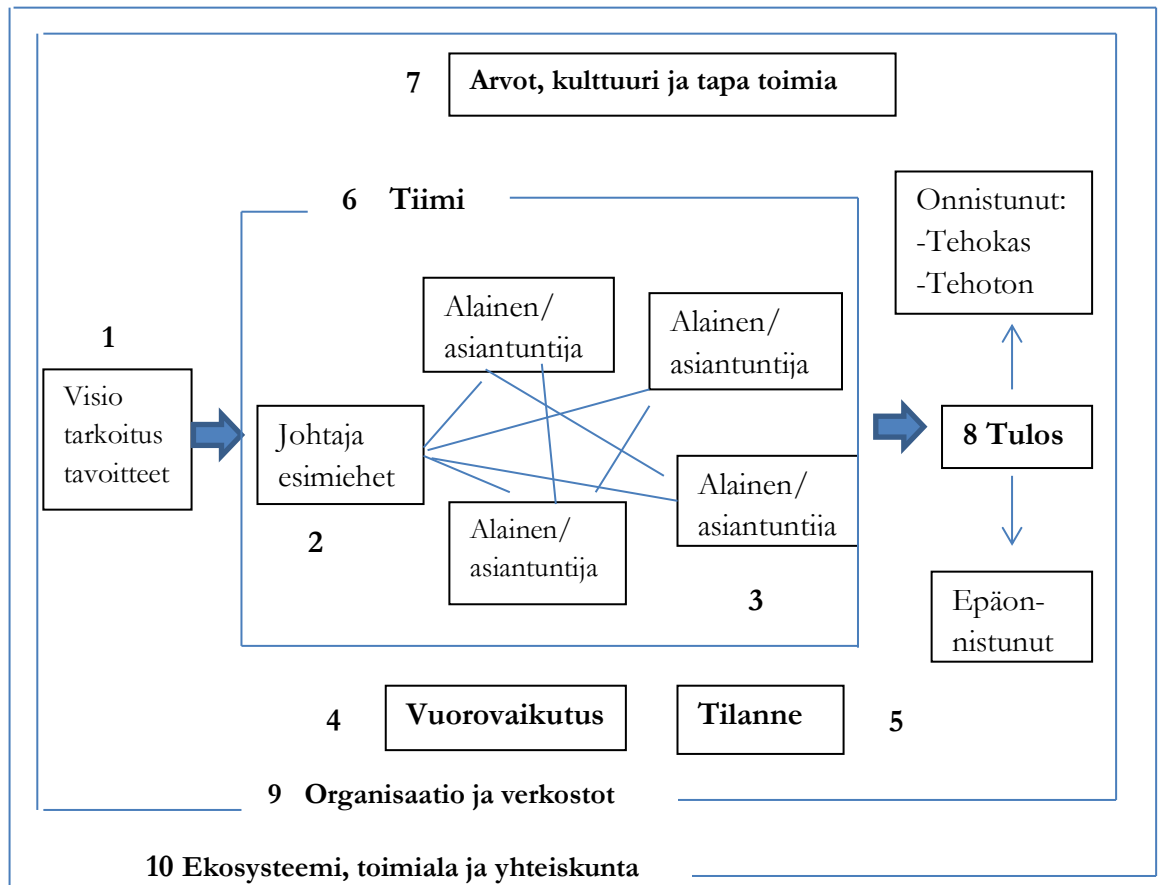 7 Arvot, kulttuuri ja tapa toimia
6 Tiimi
Onnistunut:
-Tehokas
-Tehoton
Alainen/
asiantuntija
Alainen/
asiantuntija
1
Visio
tarkoitus
tavoitteet
Johtaja
esimiehet
2
8 Tulos
Alainen/
asiantuntija
Alainen/
asiantuntija
3
Epäon-
nistunut
4 Vuorovaikutus
Tilanne 5
9 Organisaatio ja verkostot
10 Ekosysteemi, toimiala ja yhteiskunta